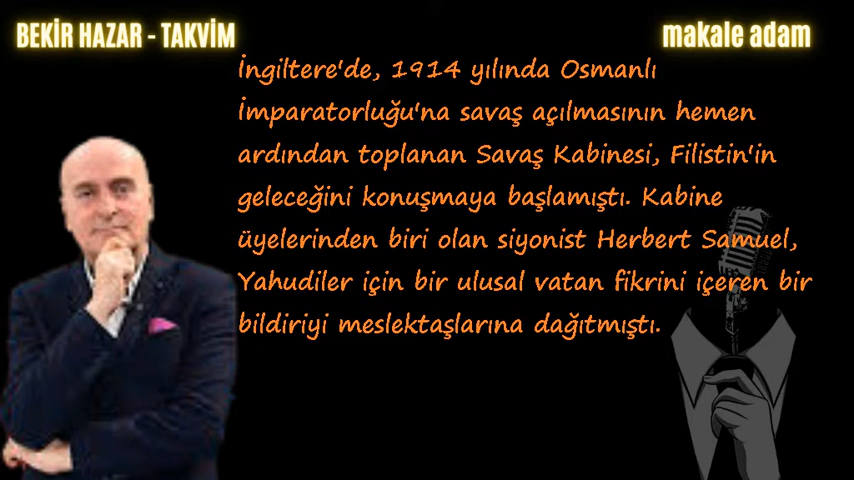 BEKİR HAZAR - TAKVİM
makale adam
İngiltere'de, 1914 yılında Osmanlı
İmparatorluğu'na savaş açılmasının hemen
ardından toplanan Savaş Kabinesi, Filistin'in
geleceğini konuşmaya başlamıştı. Kabine
üyelerinden biri olan siyonist Herbert Samuel,
Yahudiler için bir ulusal vatan fikrini içeren bir
bildiriyi meslektaşlarına dağıtmıştı.